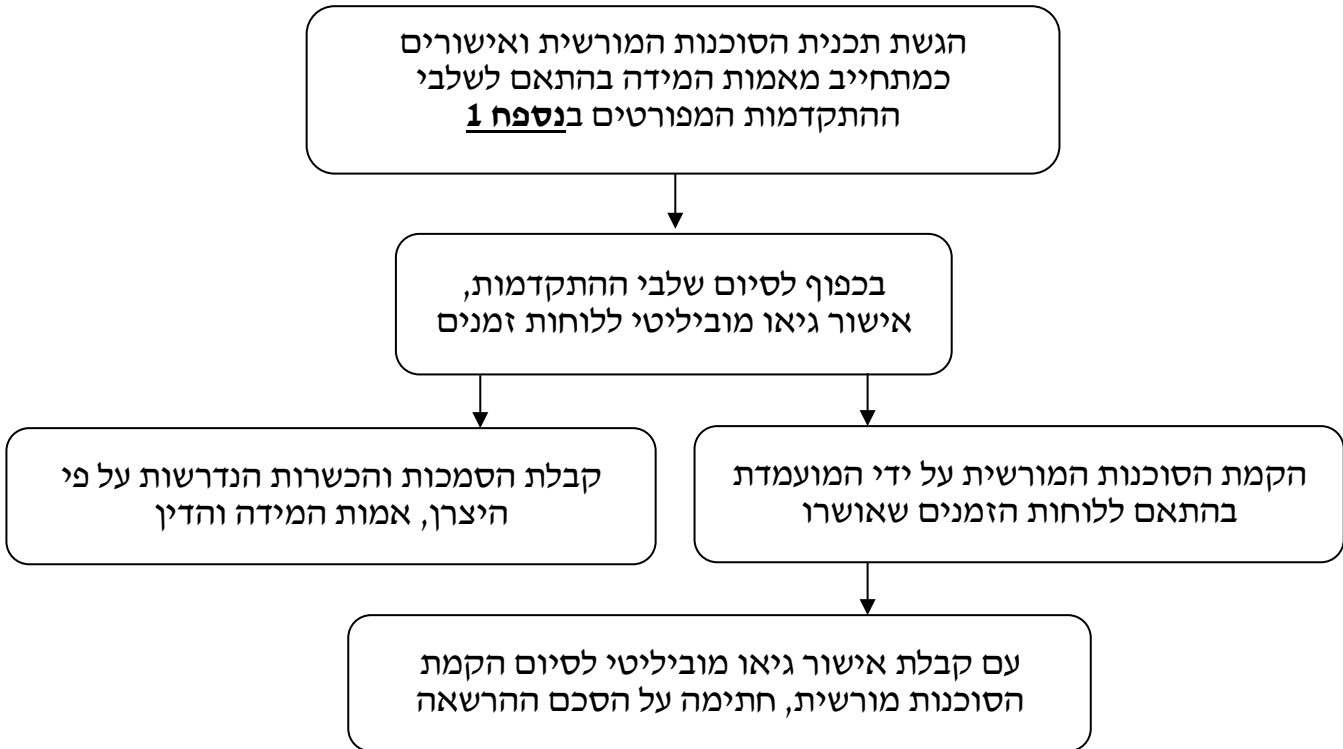 הגשת תכנית הסוכנות המורשית ואישורים
כמתחייב מאמות המידה בהתאם לשלבי
ההתקדמות המפורטים בנספח 1
בכפוף לסיום שלבי ההתקדמות,
אישור גיאו מוביליטי ללוחות זמנים
הקמת הסוכנות המורשית על ידי המועמדת
בהתאם ללוחות הזמנים שאושרו
קבלת הסמכות והכשרות הנדרשות על פי
היצרן, אמות המידה והדין
עם קבלת אישור גיאו מוביליטי לסיום הקמת
הסוכנות מורשית, חתימה על הסכם ההרשאה